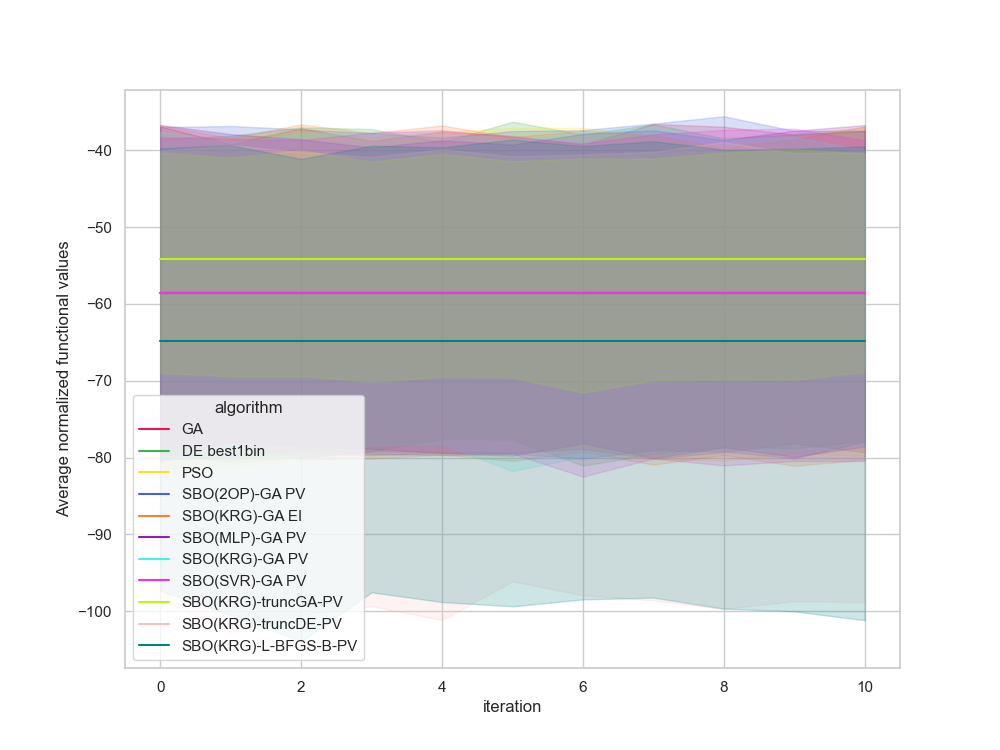 −40
−50
−60
−70
−80
−90
−100
Average normalized functional values
algorithm
GA
DE best1bin
PSO
SBO(2OP)-GA PV
SBO(KRG)-GA EI
SBO(MLP)-GA PV
SBO(KRG)-GA PV
SBO(SVR)-GA PV
SBO(KRG)-truncGA-PV
SBO(KRG)-truncDE-PV
SBO(KRG)-L-BFGS-B-PV
0 2 4 6 8 10
iteration